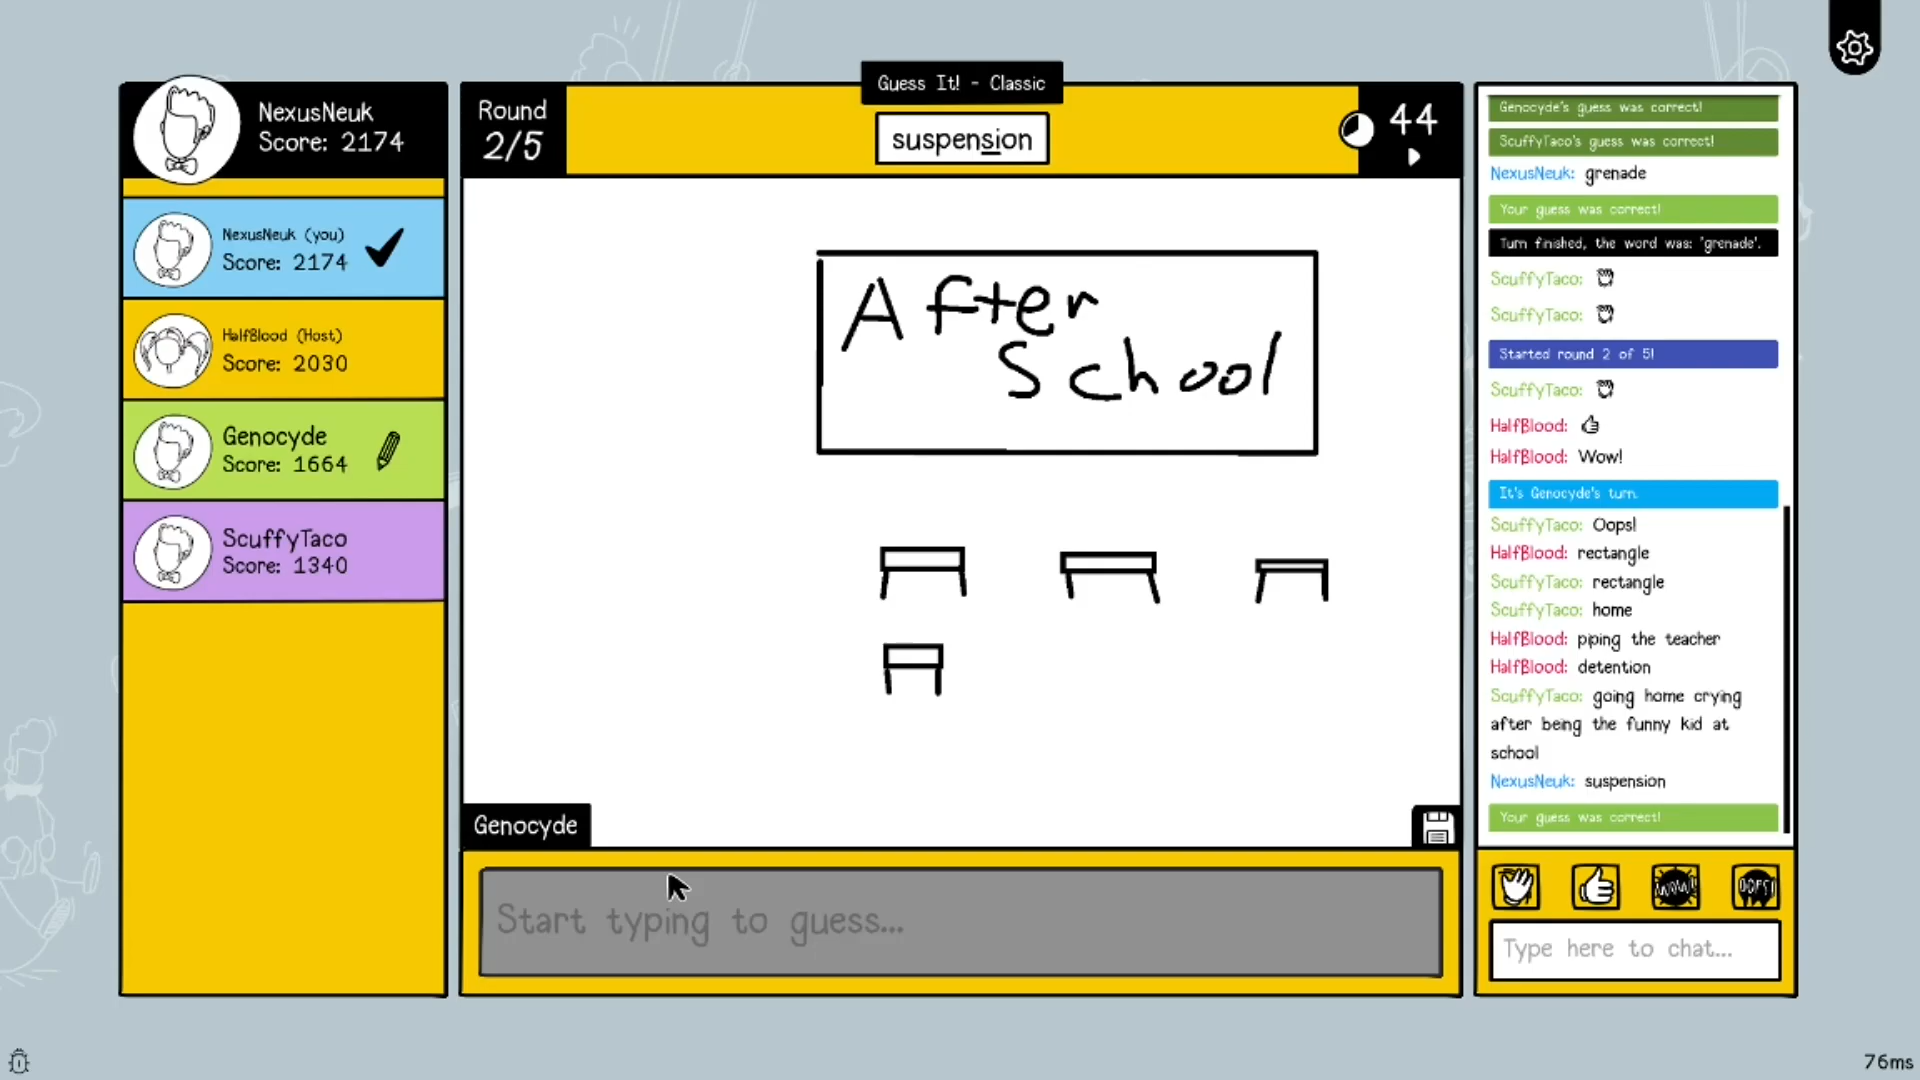 Guess It! - Classic
NexusNeuk
Score: 2174
Round
2/5
suspension
44
NexusNeuk (you)
Score: 2174
HalfBlood (Host)
Score: 2030
Genocyde
Score: 1664
ScuffyTaco
Score: 1340
After
School
Genocyde
Start typing to guess...
Genocyde's guess was correct!
ScuffyTaco's guess was correct!
NexusNeuk: grenade
Your guess was correct!
Turn finished, the word was: 'grenade'.
ScuffyTaco:
ScuffyTaco:
Started round 2 of 5!
ScuffyTaco:
HalfBlood:
HalfBlood: Wow!
It's Genocyde's turn.
ScuffyTaco: Oops!
HalfBlood: rectangle
ScuffyTaco: rectangle
ScuffyTaco: home
HalfBlood: piping the teacher
HalfBlood: detention
ScuffyTaco: going home crying
after being the funny kid at
school
NexusNeuk: suspension
Your guess was correct!
WOW! OOPS!
Type here to chat...
76ms